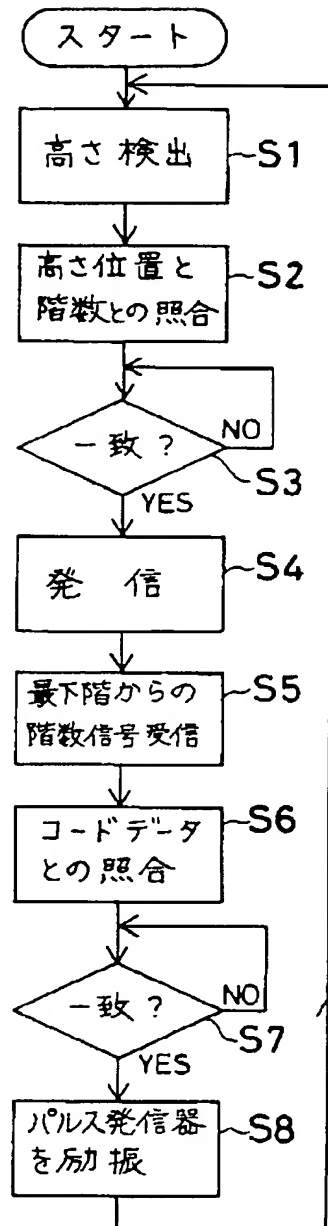 スタート
高さ検出
S1
高さ位置と
階数との照合
S2
一致?
NO
S3
YES
発信
S4
最下階からの
階数信号受信
S5
コードデータ
との照合
S6
一致?
NO
S7
YES
パルス発信器
を励振
S8